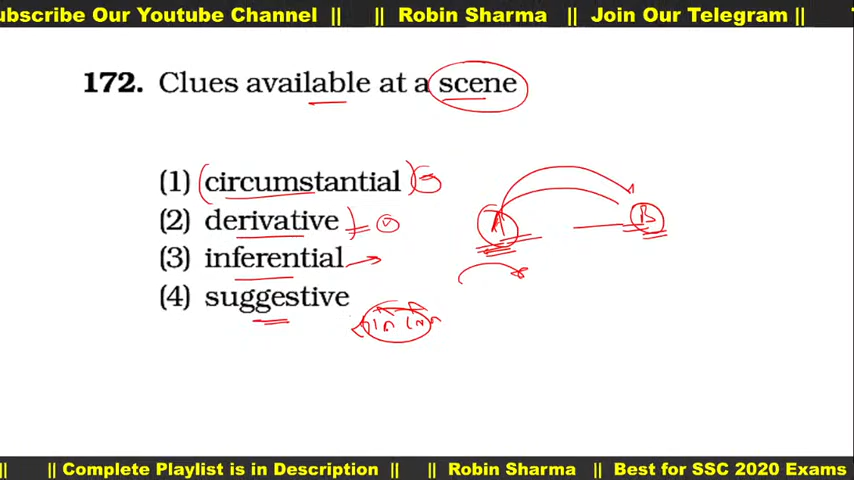 ubscribe Our Youtube Channel || || Robin Sharma || Join Our Telegram ||
172. Clues available at a scene
(1) circumstantial
(2) derivative
A B
(3) inferential
(4) suggestive
|| || Complete Playlist is in Description || || Robin Sharma || Best for SSC 2020 Exams